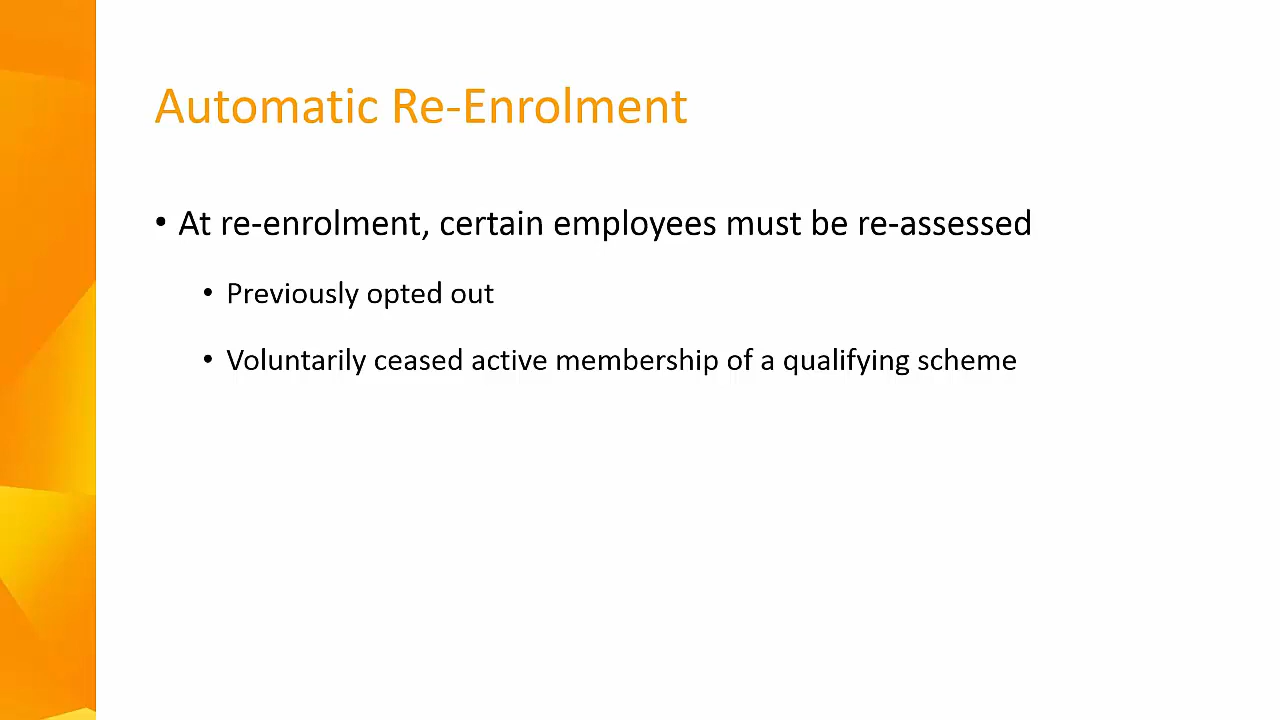 Automatic Re-Enrolment
• At re-enrolment, certain employees must be re-assessed
• Previously opted out
• Voluntarily ceased active membership of a qualifying scheme